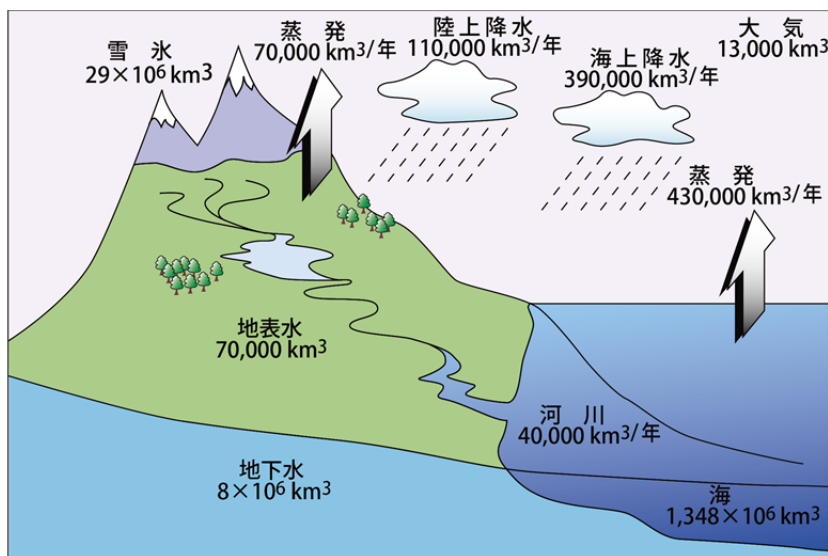 雪氷
29×10⁶ km³
蒸発
70,000 km³/年
陸上降水
110,000 km³/年
海上降水
390,000 km³/年
大気
13,000 km³
蒸発
430,000 km³/年
地表水
70,000 km³
河川
40,000 km³/年
地下水
8×10⁶ km³
海
1,348×10⁶ km³